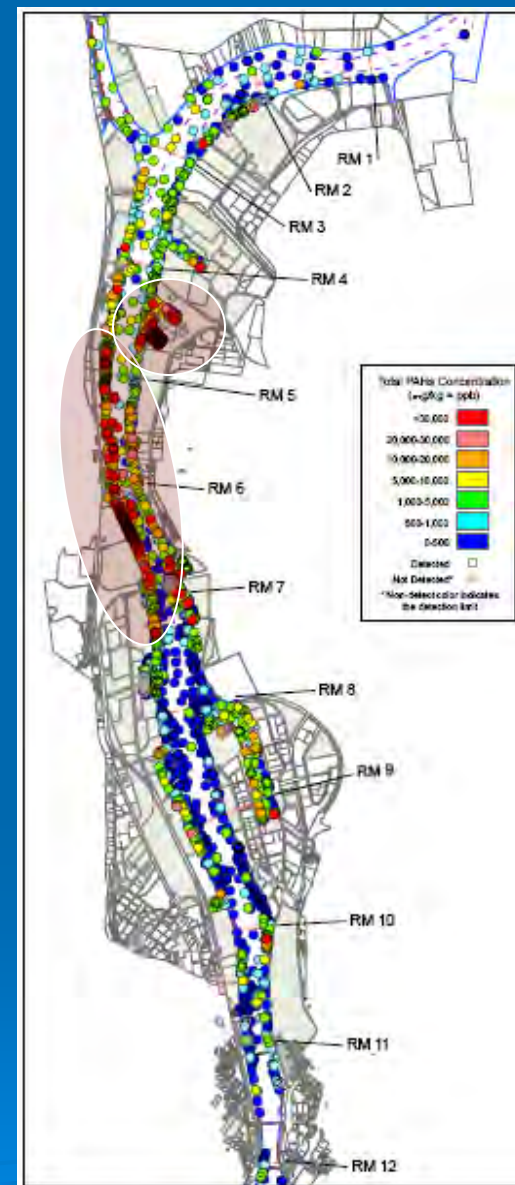 RM 1
RM 2
RM 3
RM 4
RM 5
RM 6
RM 7
RM 8
RM 9
RM 10
RM 11
RM 12
Total PAHs Concentration
= ppb)
20,000-30,000
10,000-20,000
5,000-10,000
1,000-5,000
500-1,000
0-500
Detected
Not Detected*
*Non-detect color indicates
the detection limit